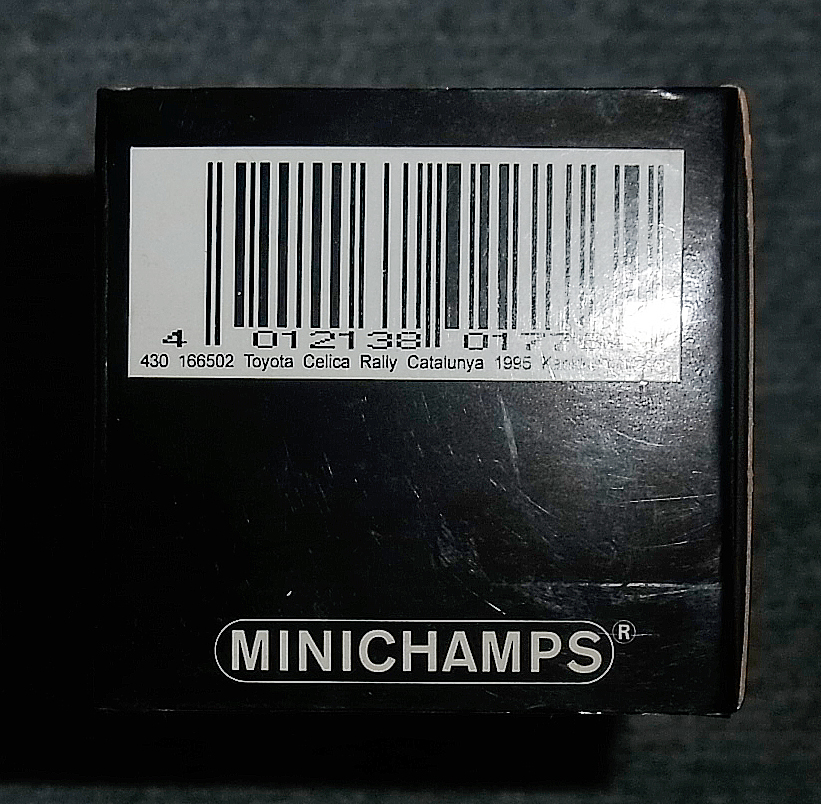 4 012138 0177
430 166502 Toyota Celica Rally Catalunya 1995
MINICHAMPS®